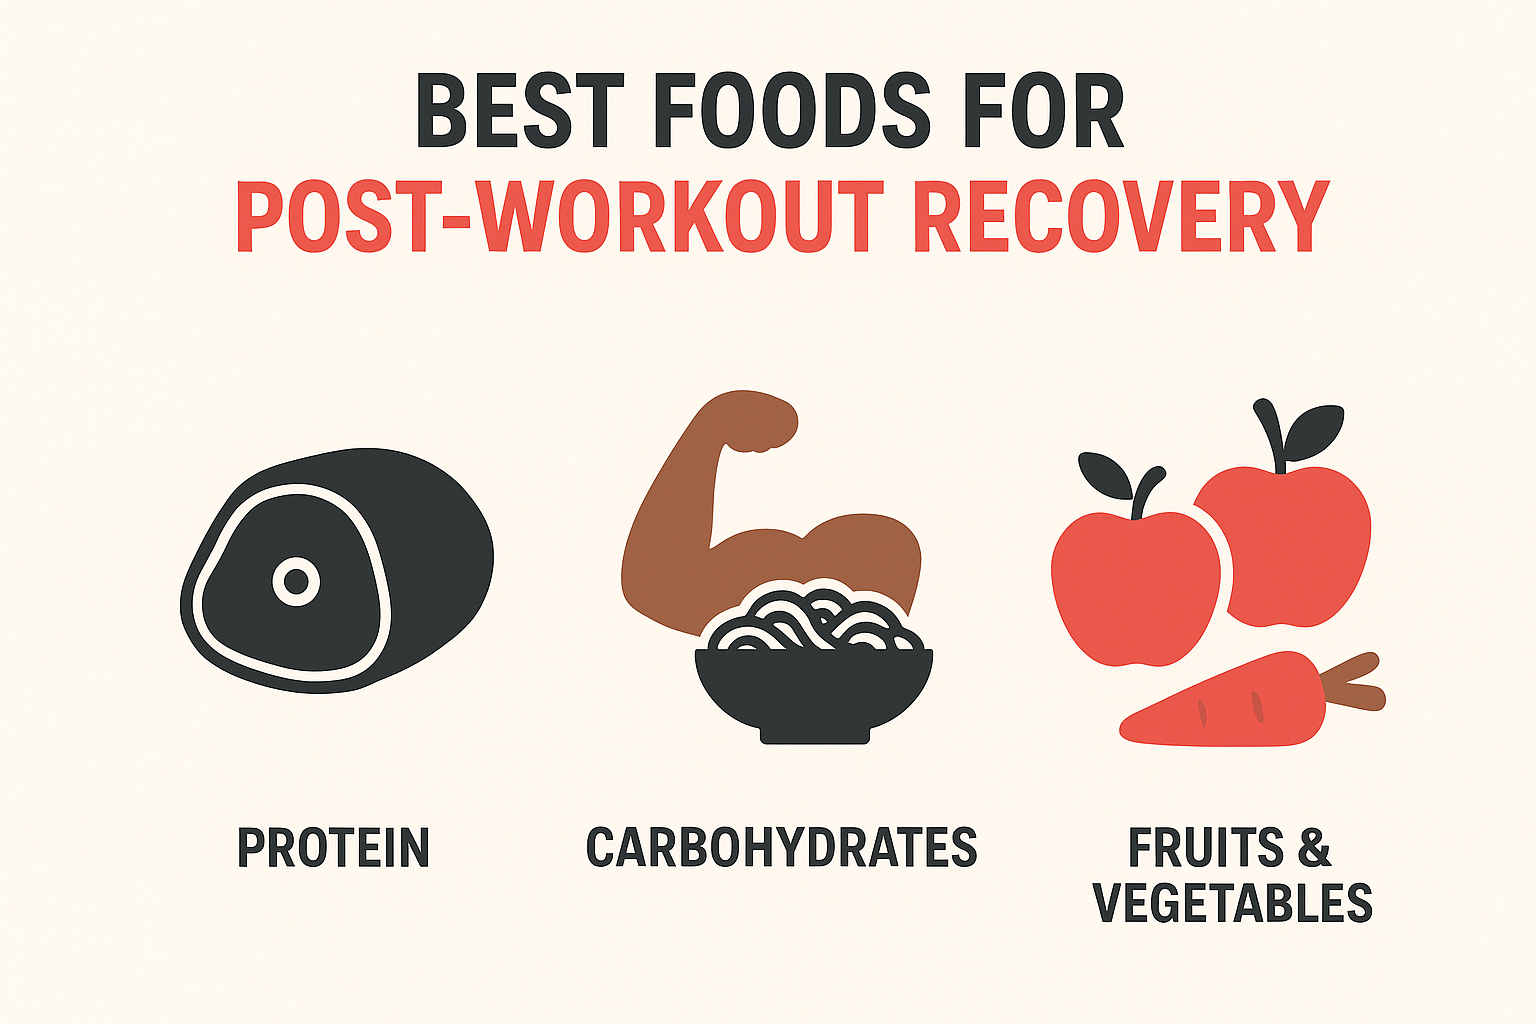 BEST FOODS FOR
POST-WORKOUT RECOVERY
PROTEIN
CARBOHYDRATES
FRUITS &
VEGETABLES